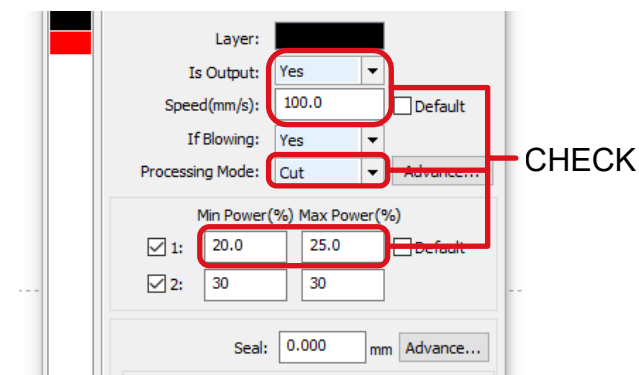 Layer:
Is Output: Yes
Speed(mm/s): 100.0 Default
If Blowing: Yes
Processing Mode: Cut Advance...
CHECK
Min Power(%) Max Power(%)
1: 20.0 25.0 Default
2: 30 30
Seal: 0.000 mm Advance...